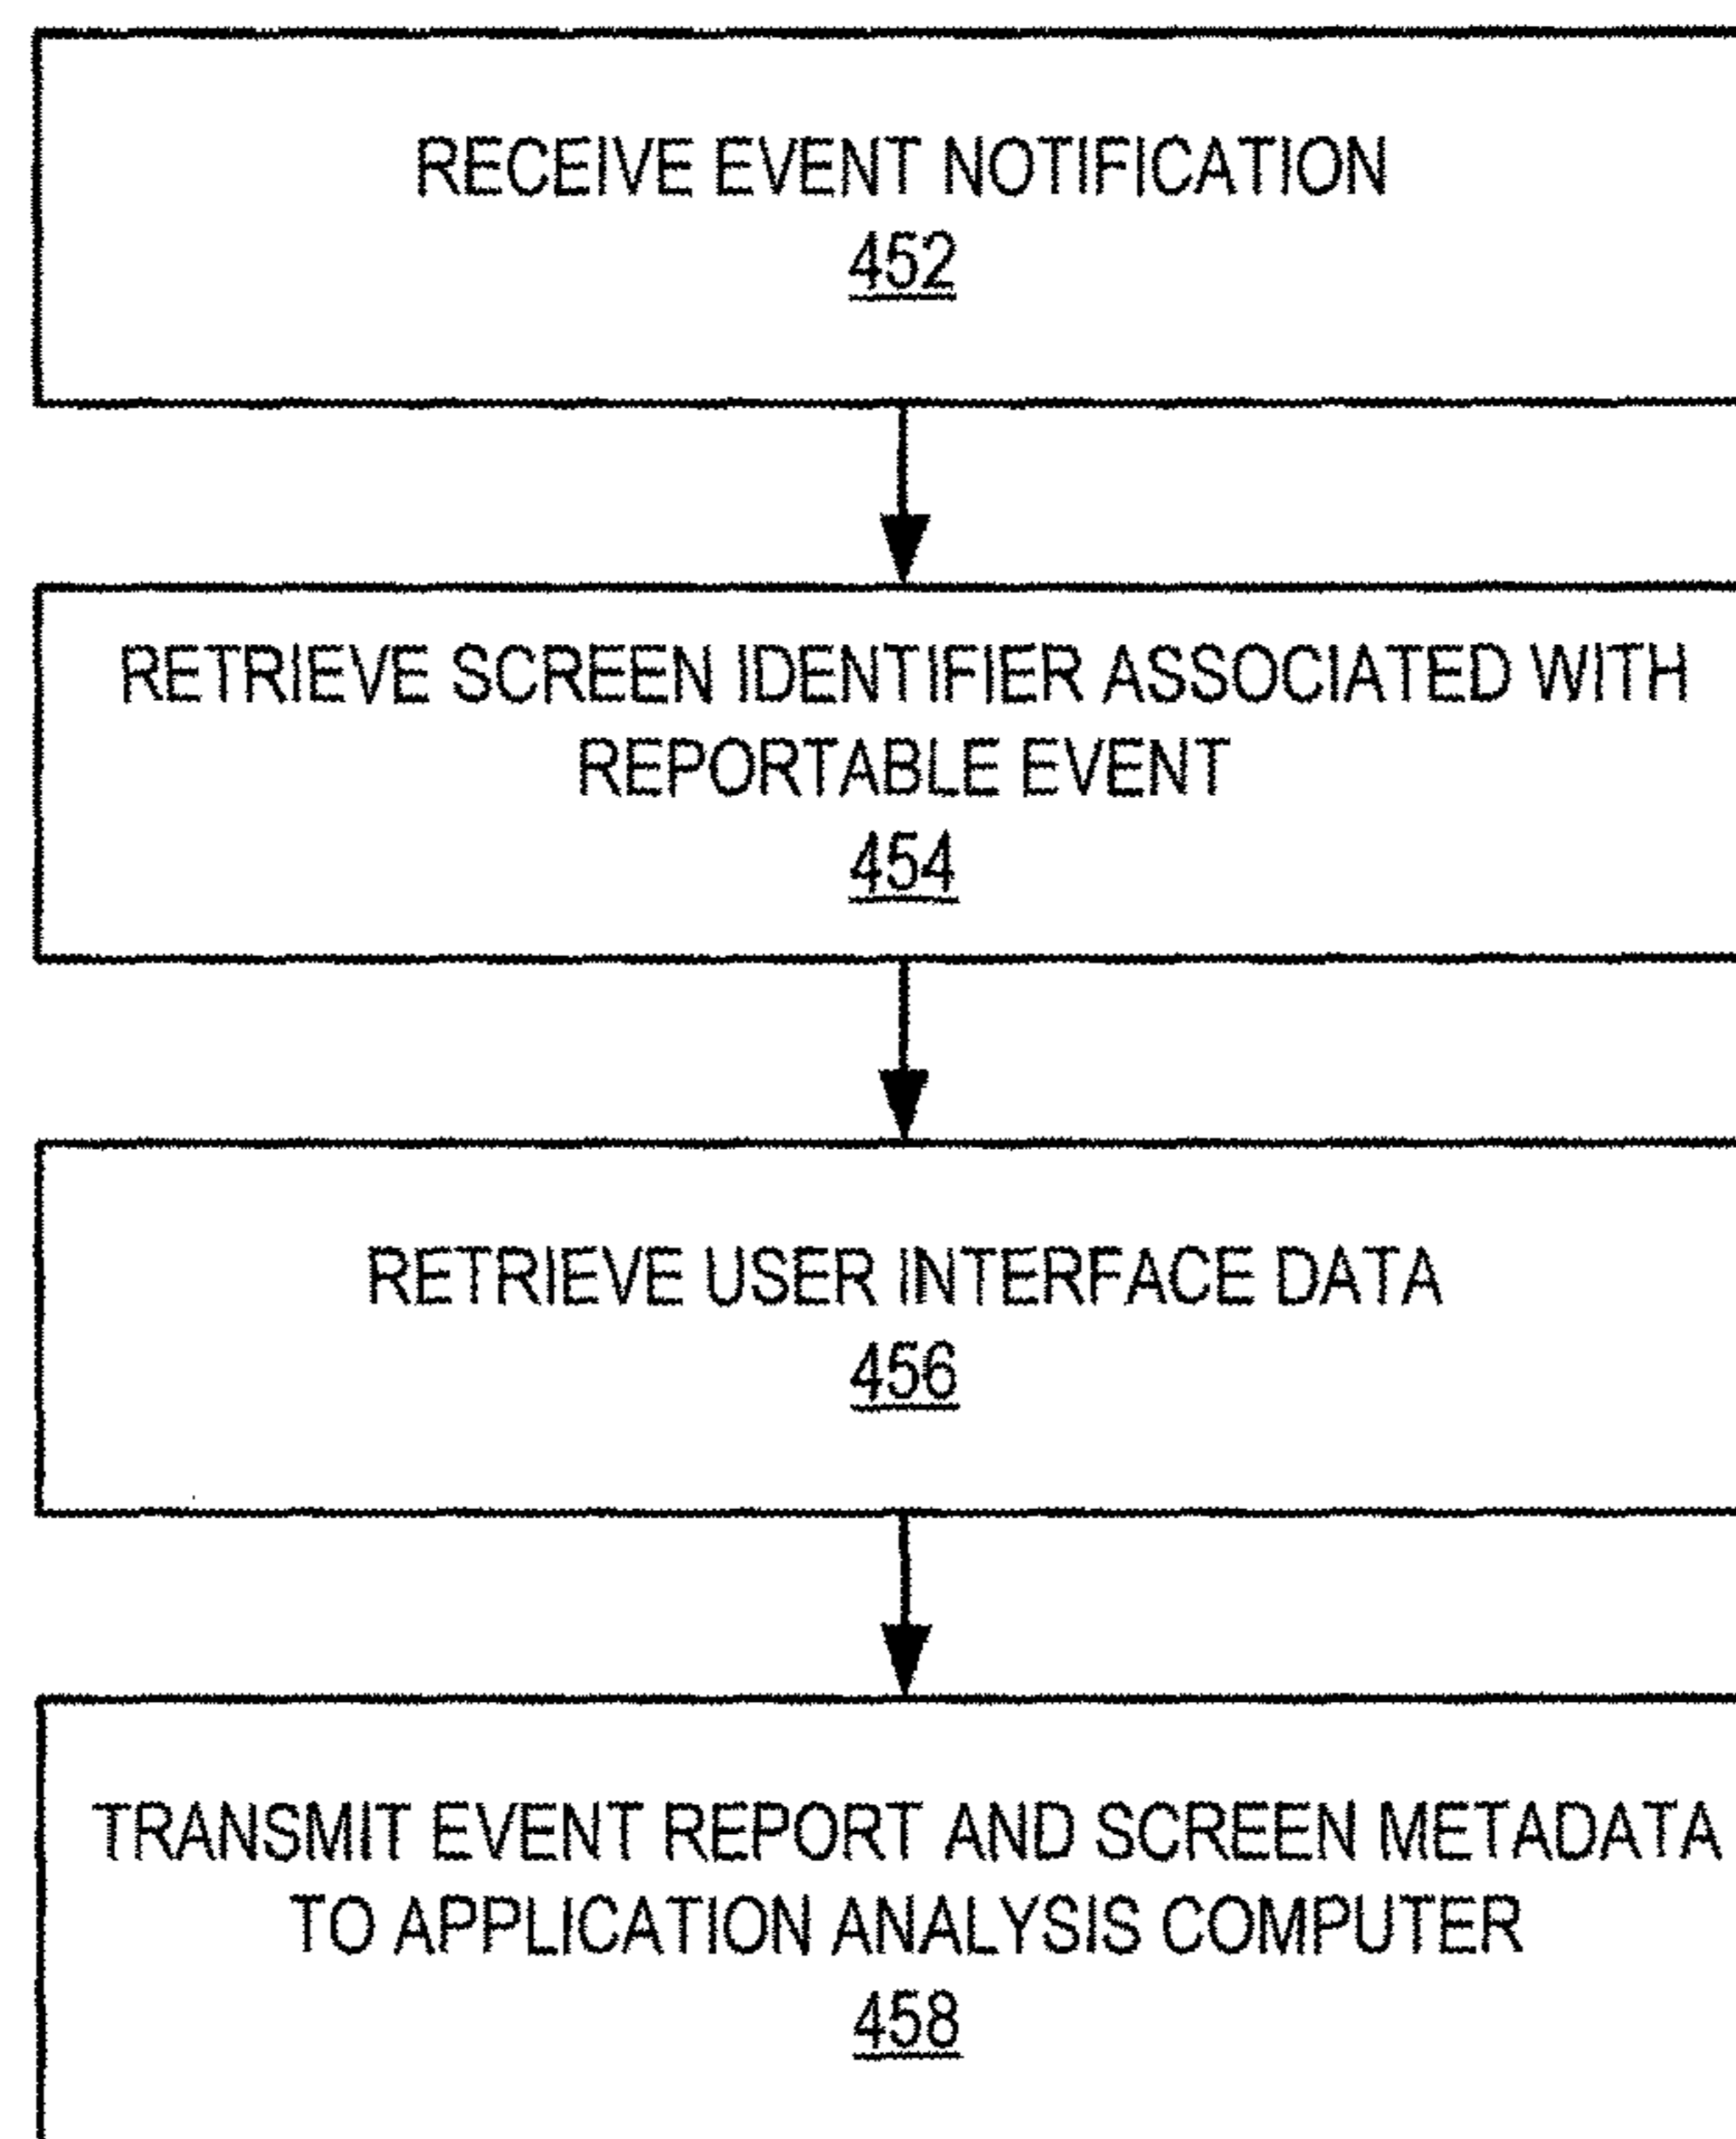 RECEIVE EVENT NOTIFICATION
452
RETRIEVE SCREEN IDENTIFIER ASSOCIATED WITH
REPORTABLE EVENT
454
RETRIEVE USER INTERFACE DATA
456
TRANSMIT EVENT REPORT AND SCREEN METADATA
TO APPLICATION ANALYSIS COMPUTER
458